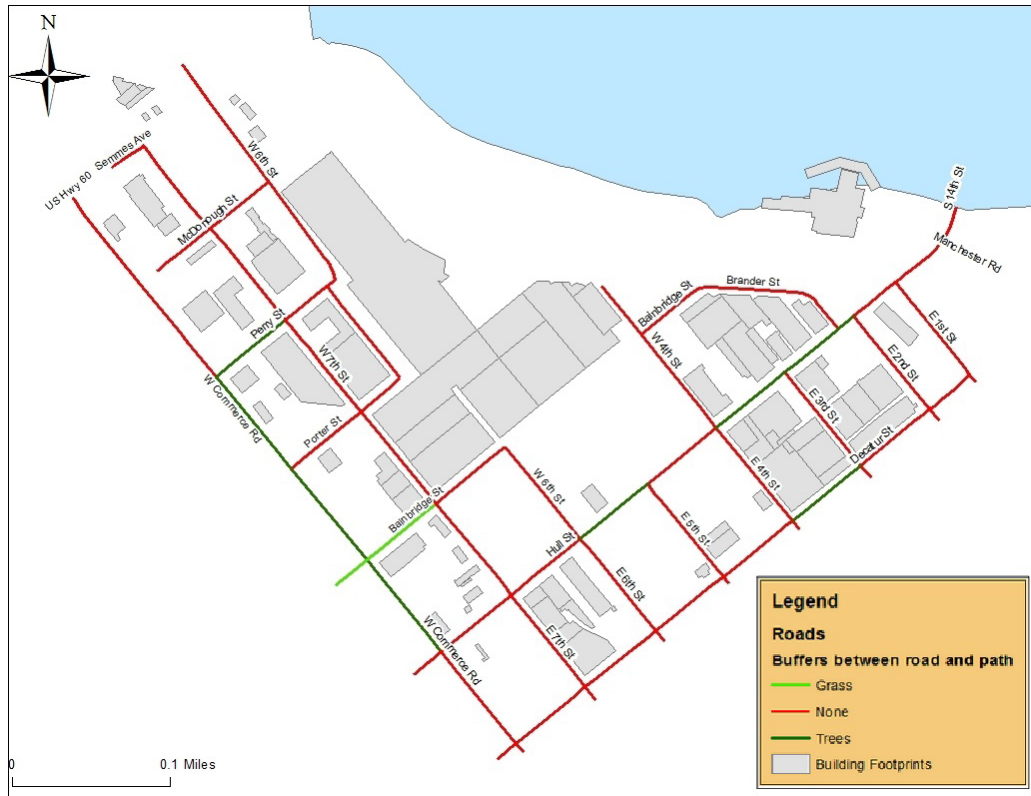 N
US Hwy 60 Semmes Ave
W 6th St
McDonough St
S 14th St
Manchester Rd
Brander St
Bainbridge St
E 1st St
Perry St
W 7th St
W 4th St
E 2nd St
W Commerce Rd
E 3rd St
Porter St
Decatur St
E 4th St
W 6th St
Bainbridge St
Hull St
E 5th St
E 6th St
E 7th St
W Commerce Rd
Legend
Roads
Buffers between road and path
Grass
None
Trees
Building Footprints
0 0.1 Miles